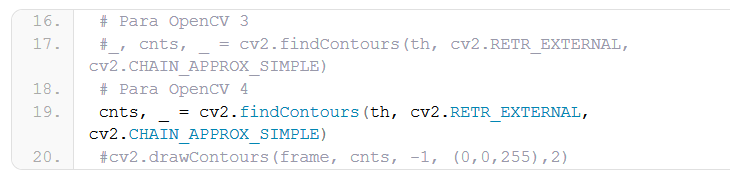 16. # Para OpenCV 3
17. #_, cnts, _ = cv2.findContours(th, cv2.RETR_EXTERNAL,
cv2.CHAIN_APPROX_SIMPLE)
18. # Para OpenCV 4
19. cnts, _ = cv2.findContours(th, cv2.RETR_EXTERNAL,
cv2.CHAIN_APPROX_SIMPLE)
20. #cv2.drawContours(frame, cnts, -1, (0,0,255),2)